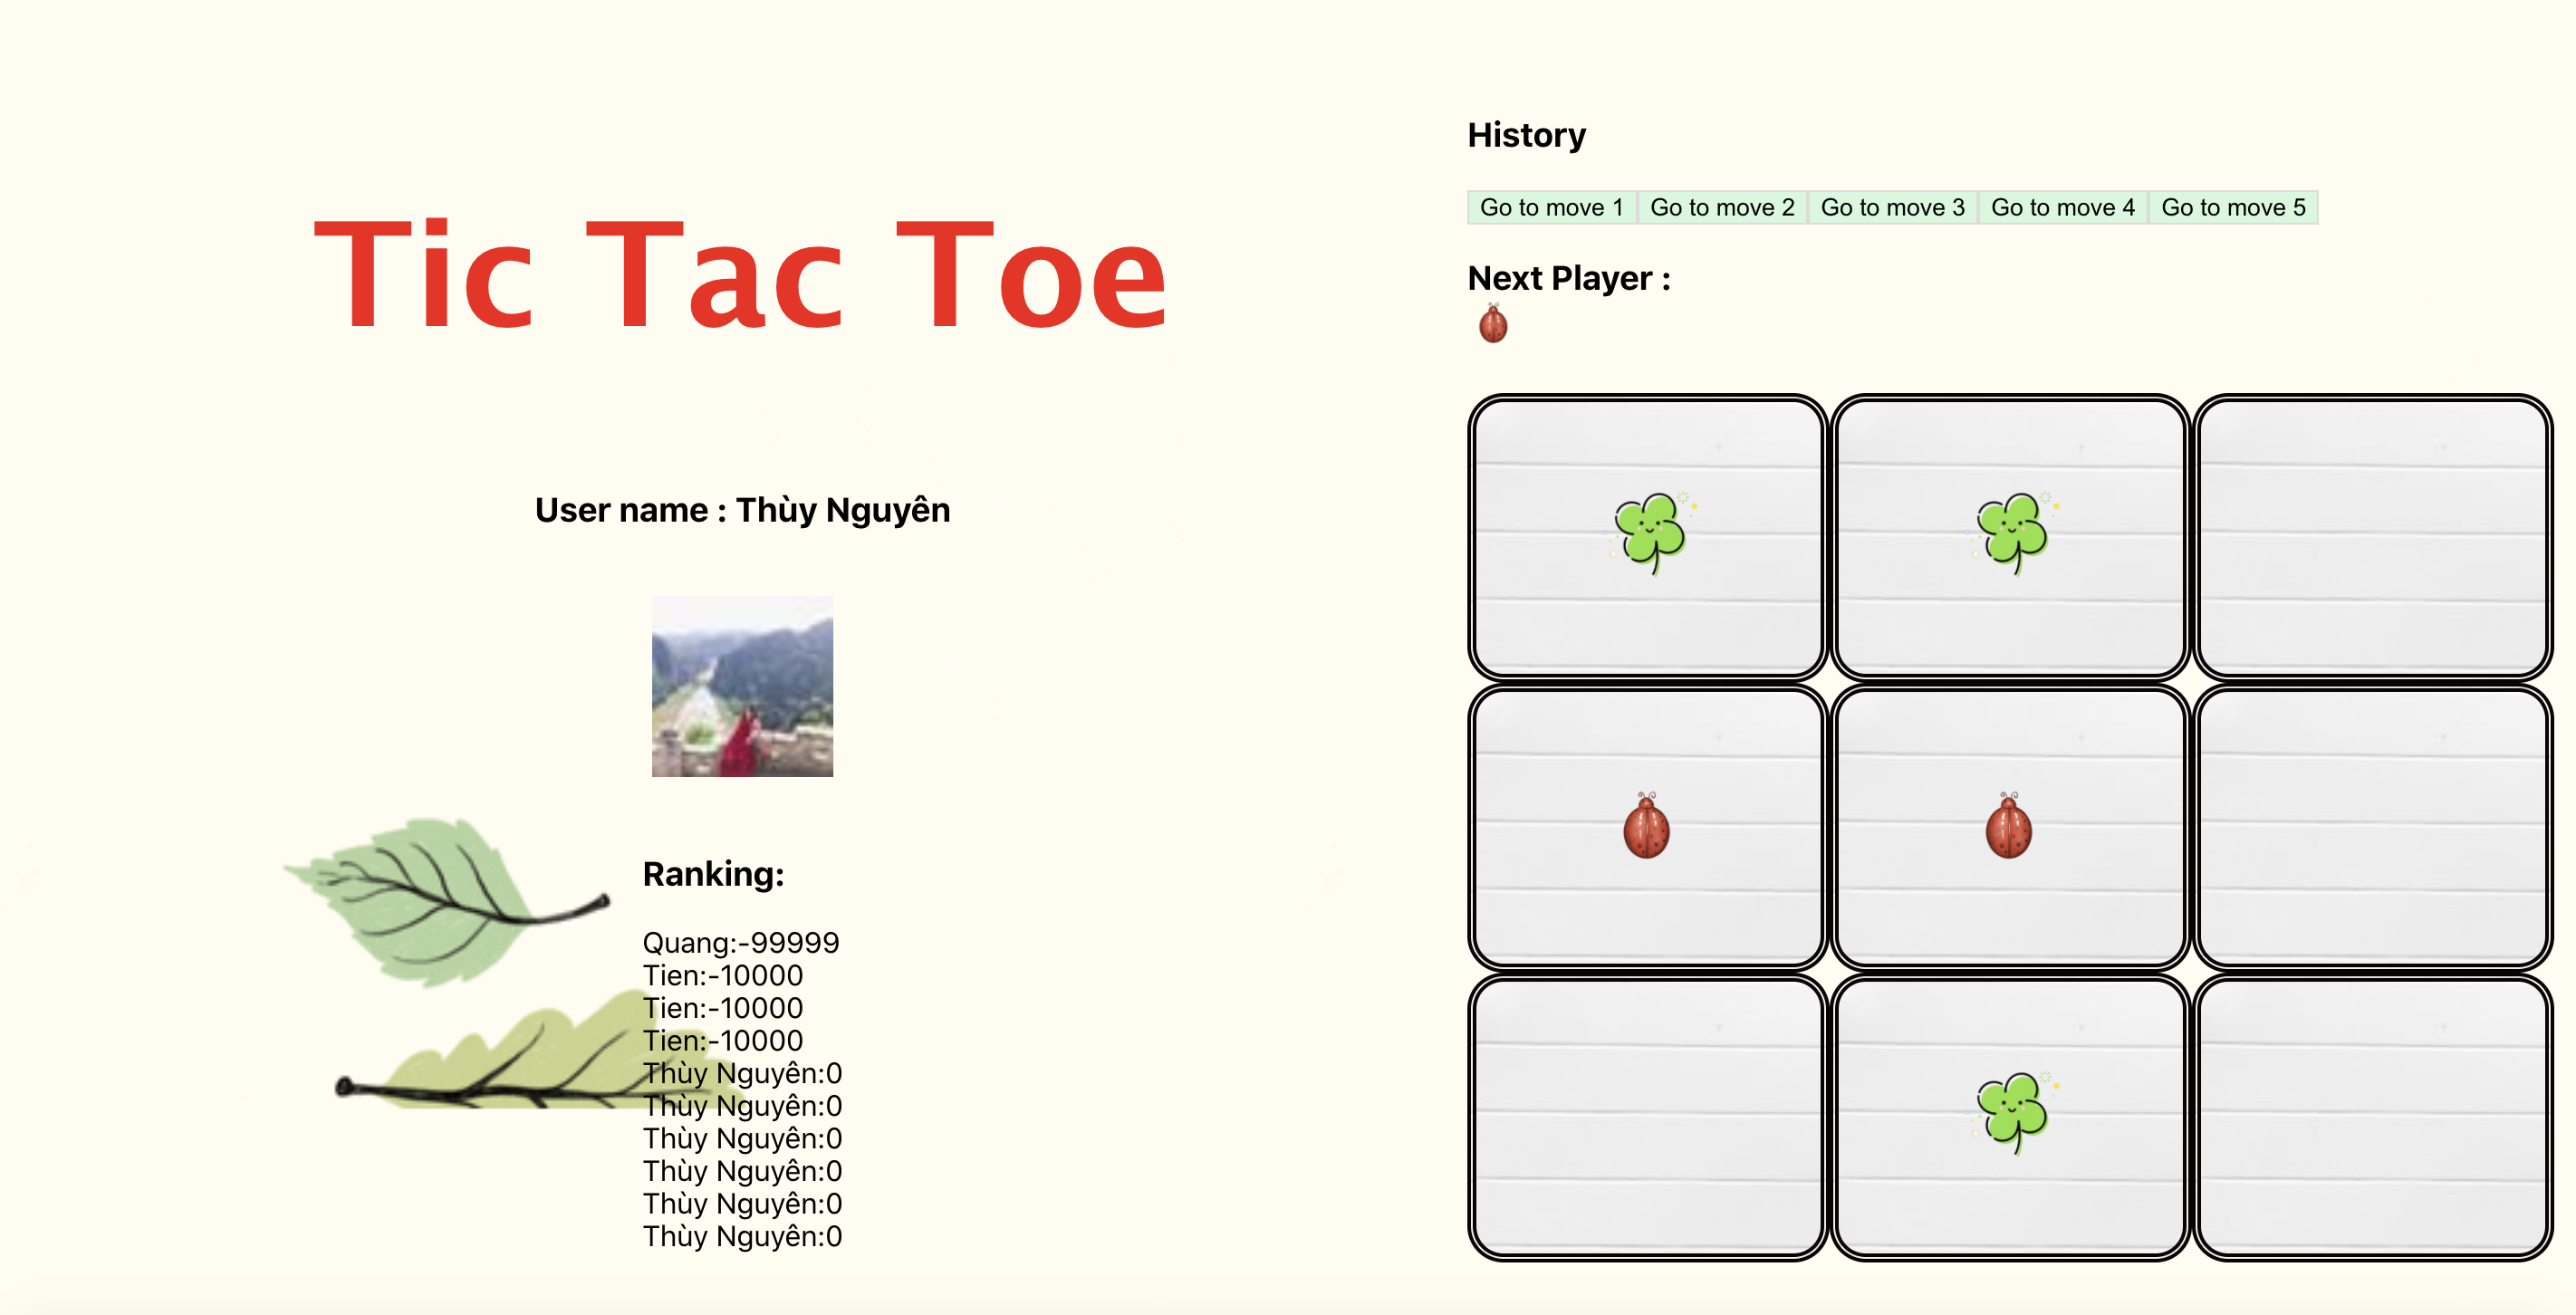 Tic Tac Toe
User name : Thùy Nguyên
Ranking:
Quang:-99999
Tien:-10000
Tien:-10000
Tien:-10000
Thùy Nguyên:0
Thùy Nguyên:0
Thùy Nguyên:0
Thùy Nguyên:0
Thùy Nguyên:0
Thùy Nguyên:0
History
Go to move 1 Go to move 2 Go to move 3 Go to move 4 Go to move 5
Next Player :